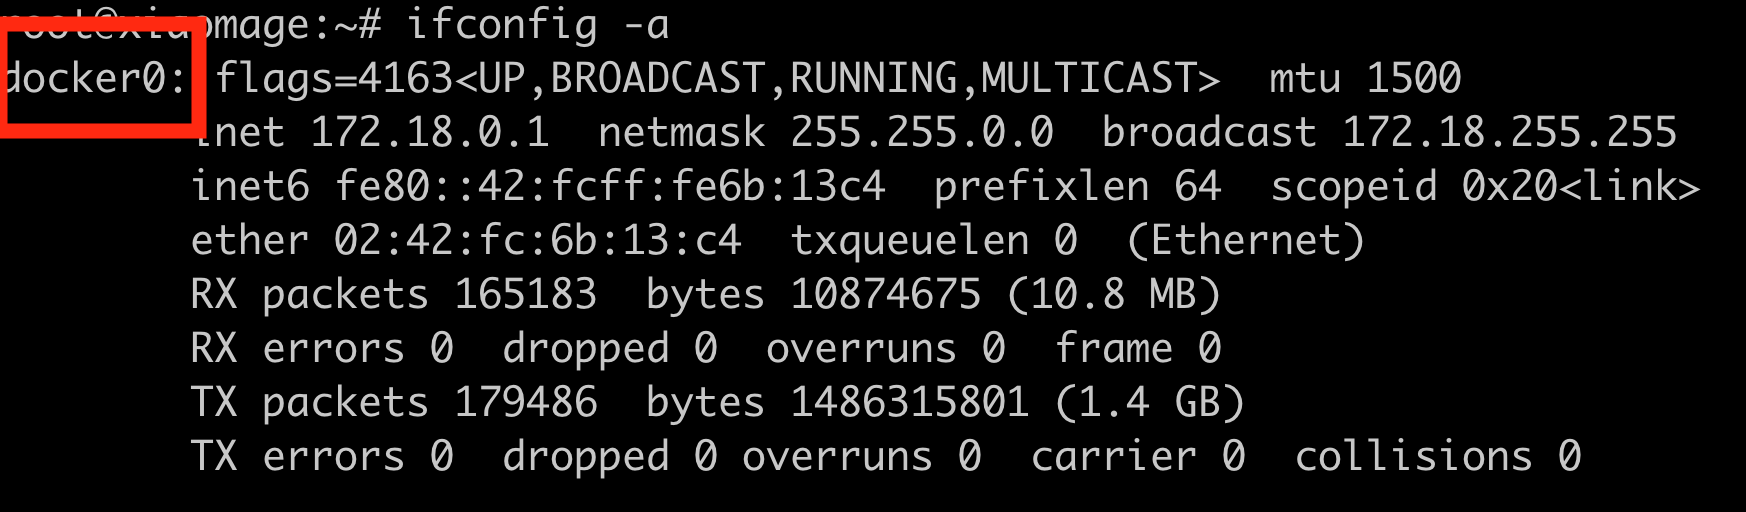 root@xiaomage:~# ifconfig -a
docker0: flags=4163<UP,BROADCAST,RUNNING,MULTICAST>  mtu 1500
        inet 172.18.0.1  netmask 255.255.0.0  broadcast 172.18.255.255
        inet6 fe80::42:fcff:fe6b:13c4  prefixlen 64  scopeid 0x20<link>
        ether 02:42:fc:6b:13:c4  txqueuelen 0  (Ethernet)
        RX packets 165183  bytes 10874675 (10.8 MB)
        RX errors 0  dropped 0  overruns 0  frame 0
        TX packets 179486  bytes 1486315801 (1.4 GB)
        TX errors 0  dropped 0 overruns 0  carrier 0  collisions 0